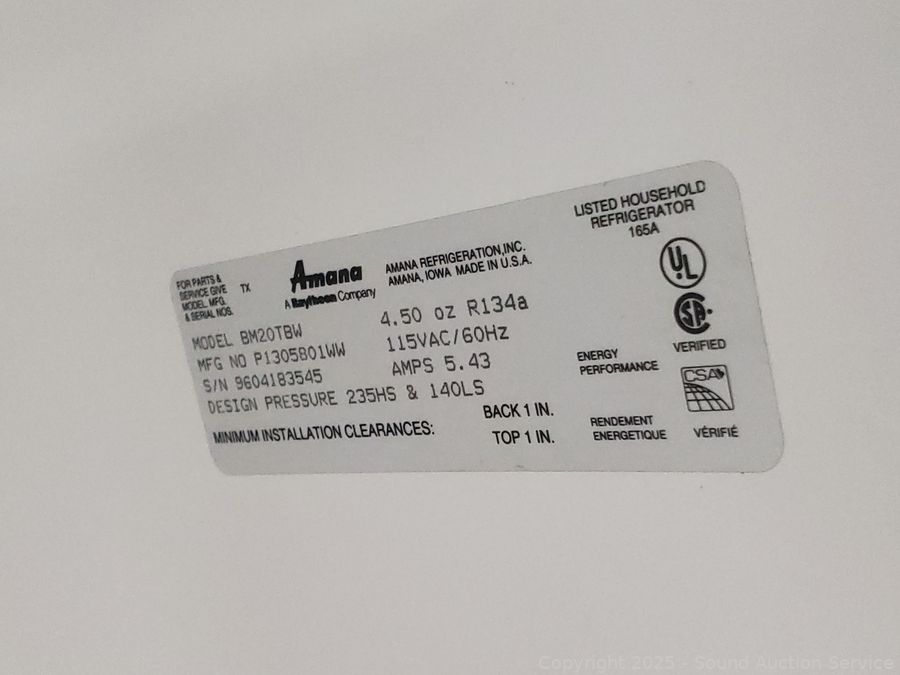 FOR PARTS &
SERVICE GIVE
MODEL, MFG.
& SERIAL NOS.
TX
Amana
A Raytheon Company
AMANA REFRIGERATION, INC.
AMANA, IOWA MADE IN U.S.A.
LISTED HOUSEHOLD
REFRIGERATOR
165A
UL
MODEL BM20TBW
MFG NO P1305801WW
S/N 9604183545
4.50 oz R134a
115VAC/60Hz
AMPS 5.43
DESIGN PRESSURE 235HS & 140LS
MINIMUM INSTALLATION CLEARANCES:
BACK 1 IN.
TOP 1 IN.
ENERGY
PERFORMANCE
RENDEMENT
ENERGETIQUE
SA
VERIFIED
CSA
VÉRIFIÉ
Copyright 2025 - Sound Auction Service